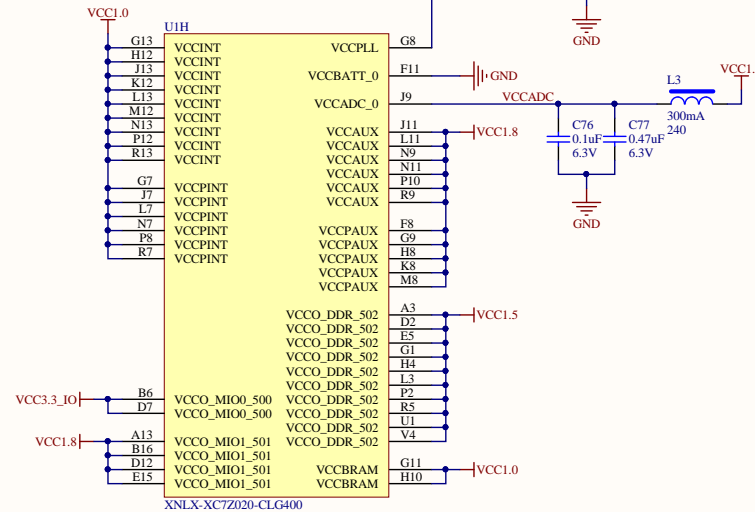 VCC1.0
U1H
GND
G13 VCCINT VCCPLL G8
H12 VCCINT
J13 VCCINT VCCBATT_0 F11 GND
K12 VCCINT
L13 VCCINT VCCADC_0 J9 VCCADC
M12 VCCINT
N13 VCCINT VCCAUX J11 VCC1.8
P12 VCCINT VCCAUX L11
R13 VCCINT VCCAUX N9
VCCAUX N11
G7 VCCPINT VCCAUX P10
J7 VCCPINT VCCAUX R9
L7 VCCPINT
N7 VCCPINT VCCPAUX F8
P8 VCCPINT VCCPAUX G9
R7 VCCPINT VCCPAUX H8
VCCPAUX K8
VCCPAUX M8
L3
VCC1.
300mA
240
C76
0.1uF
6.3V
C77
0.47uF
6.3V
GND
VCCO_DDR_502 A3 VCC1.5
VCCO_DDR_502 D2
VCCO_DDR_502 E5
VCCO_DDR_502 G1
VCCO_DDR_502 H4
VCCO_DDR_502 L3
VCC3.3_IO B6 VCCO_MIO0_500 VCCO_DDR_502 P2
D7 VCCO_MIO0_500 VCCO_DDR_502 R5
VCCO_DDR_502 U1
VCC1.8 A13 VCCO_MIO1_501 VCCO_DDR_502 V4
B16 VCCO_MIO1_501
D12 VCCO_MIO1_501 VCCBRAM G11 VCC1.0
E15 VCCO_MIO1_501 VCCBRAM H10
XNLX-XC7Z020-CLG400